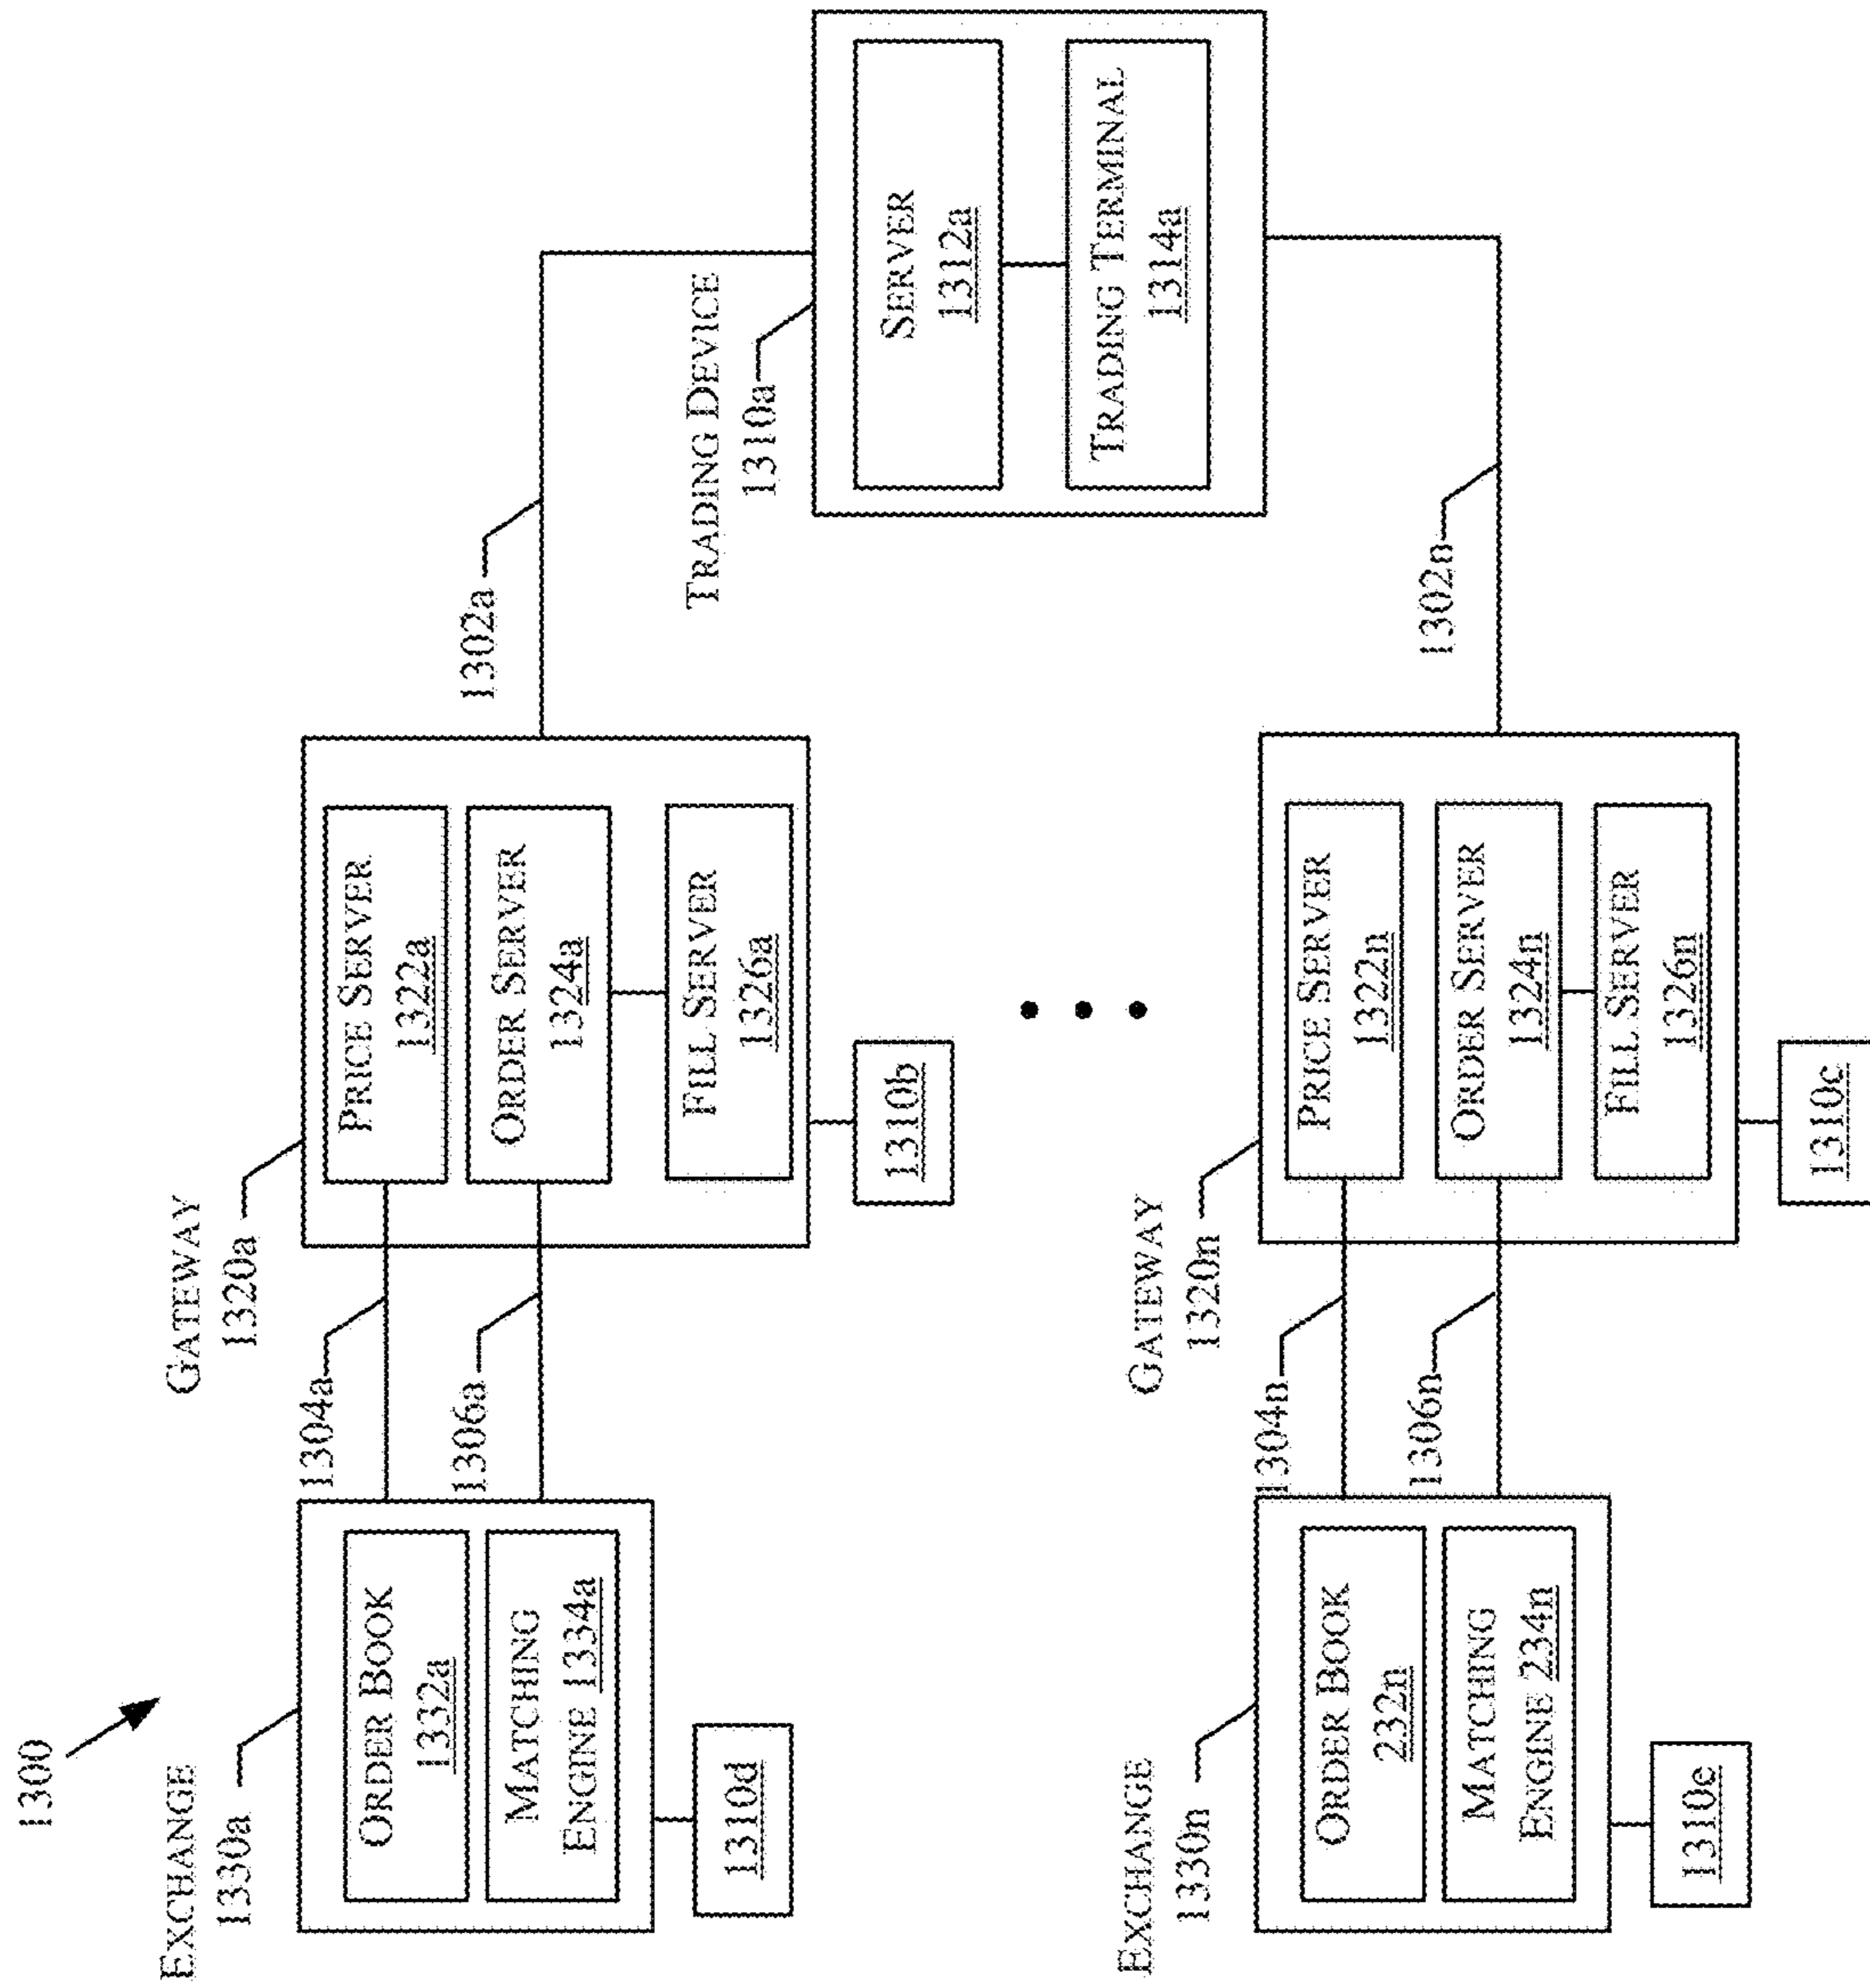 1300
EXCHANGE
1330a
ORDER BOOK
1332a
MATCHING
ENGINE 1334a
1310d
1304a
1306a
GATEWAY
1320a
PRICE SERVER
1322a
ORDER SERVER
1324a
FILL SERVER
1326a
1310b
1302a
TRADING DEVICE
1310a
SERVER
1312a
TRADING TERMINAL
1314a
1302n
EXCHANGE
1330n
ORDER BOOK
232n
MATCHING
ENGINE 234n
1310e
1304n
1306n
GATEWAY
1320n
PRICE SERVER
1322n
ORDER SERVER
1324n
FILL SERVER
1326n
1310c